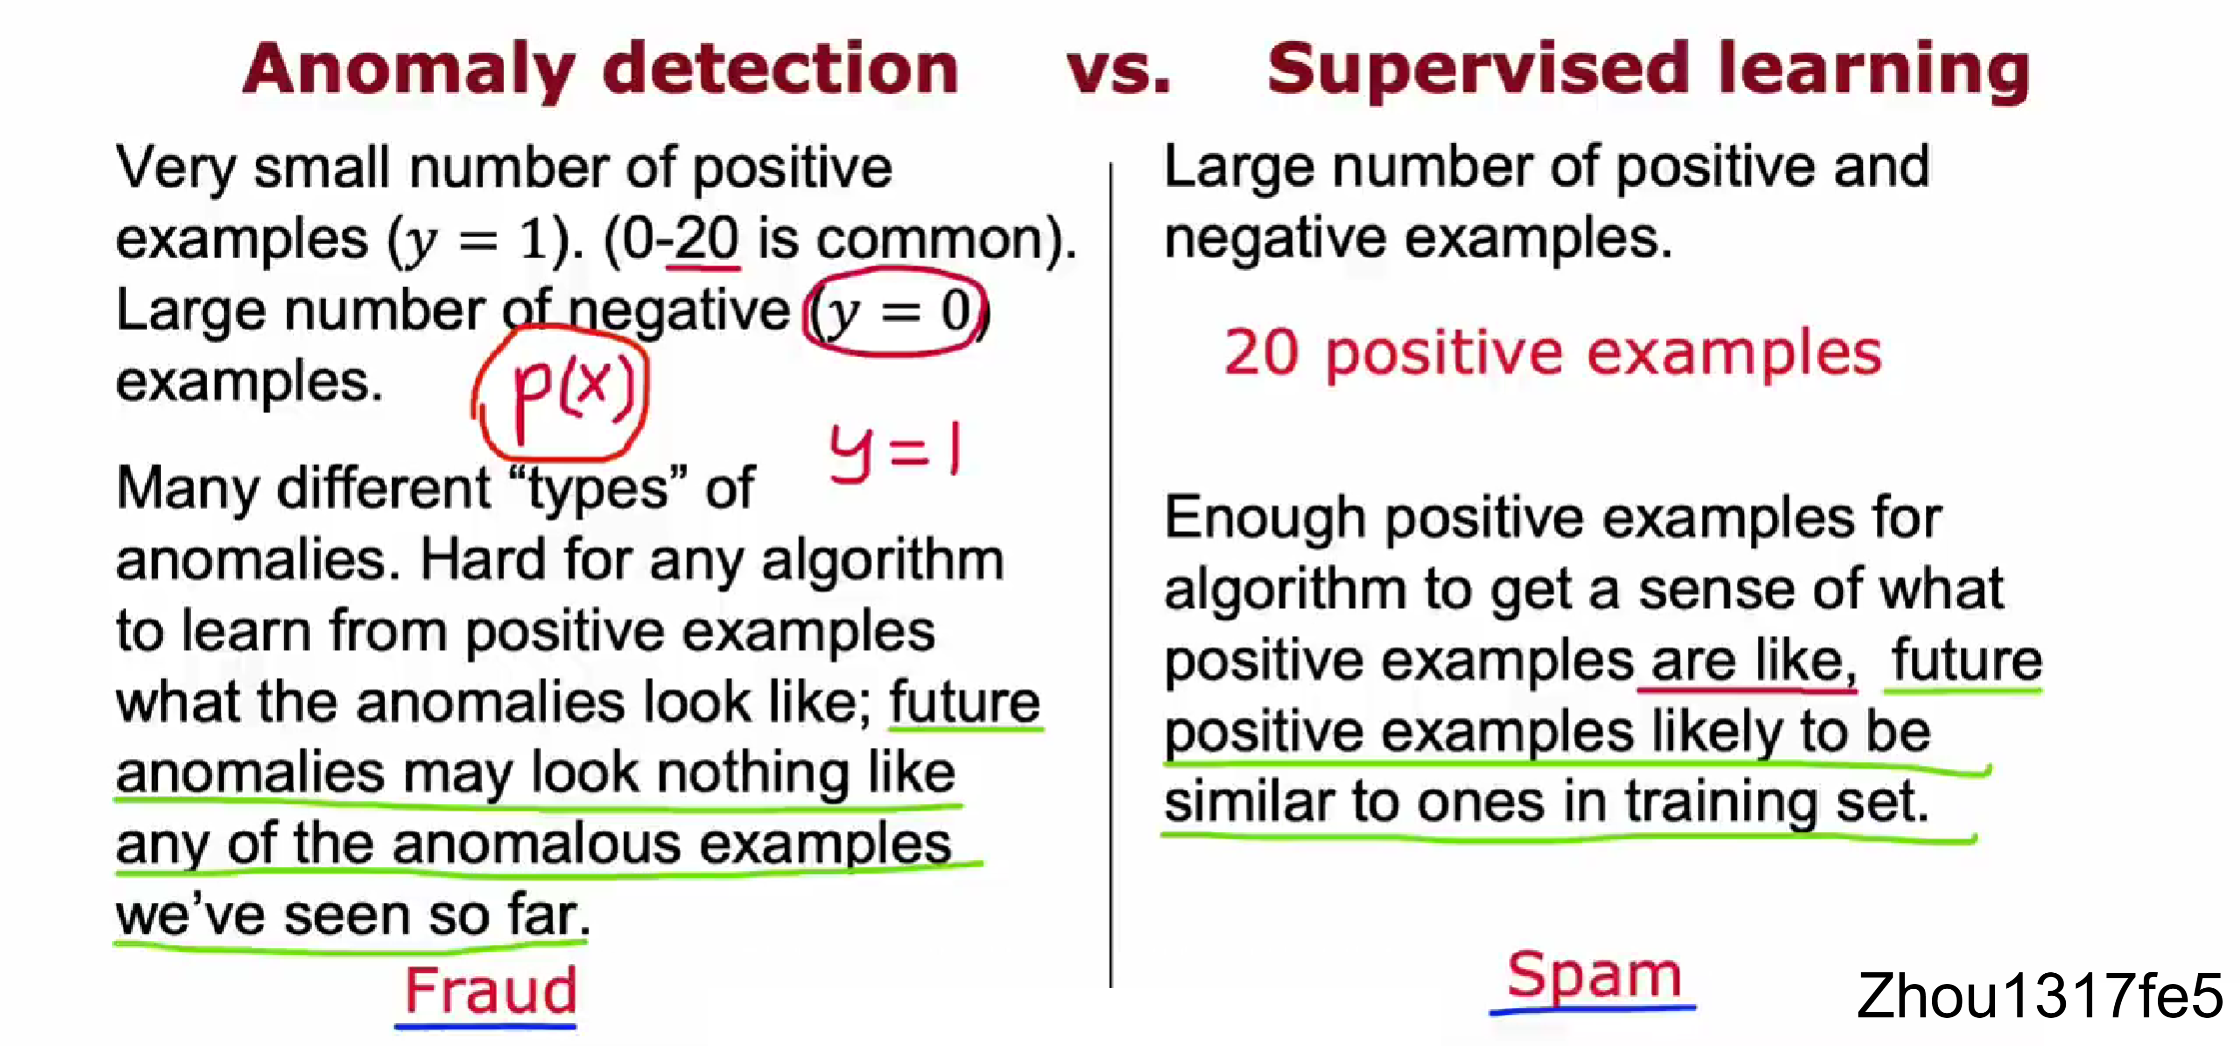 Anomaly detection vs. Supervised learning
Very small number of positive
examples (y = 1). (0-20 is common).
Large number of negative (y = 0)
examples.
p(x)
y=1
Many different “types” of
anomalies. Hard for any algorithm
to learn from positive examples
what the anomalies look like; future
anomalies may look nothing like
any of the anomalous examples
we’ve seen so far.
Fraud
Large number of positive and
negative examples.
20 positive examples
Enough positive examples for
algorithm to get a sense of what
positive examples are like, future
positive examples likely to be
similar to ones in training set.
Spam
Zhou1317fe5